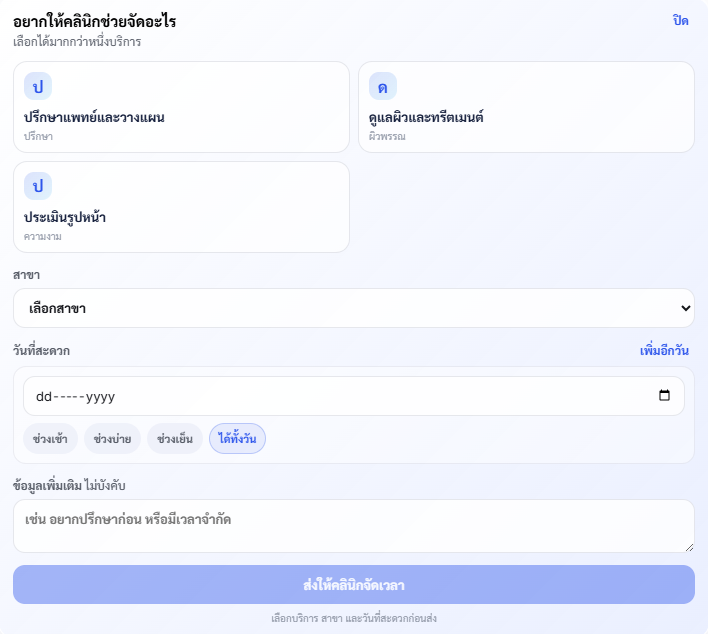 อยากให้คลินิกช่วยจัดอะไร
ปิด
เลือกได้มากกว่าหนึ่งบริการ
ป
ปรึกษาแพทย์และวางแผน
ปรึกษา
ด
ดูแลผิวและทรีตเมนต์
ผิวพรรณ
ป
ประเมินรูปหน้า
ความงาม
สาขา
เลือกสาขา
วันที่สะดวก
เพิ่มอีกวัน
dd-----yyyy
ช่วงเช้า
ช่วงบ่าย
ช่วงเย็น
ได้ทั้งวัน
ข้อมูลเพิ่มเติม ไม่บังคับ
เช่น อยากปรึกษาก่อน หรือมีเวลาจำกัด
ส่งให้คลินิกจัดเวลา
เลือกบริการ สาขา และวันที่สะดวกก่อนส่ง